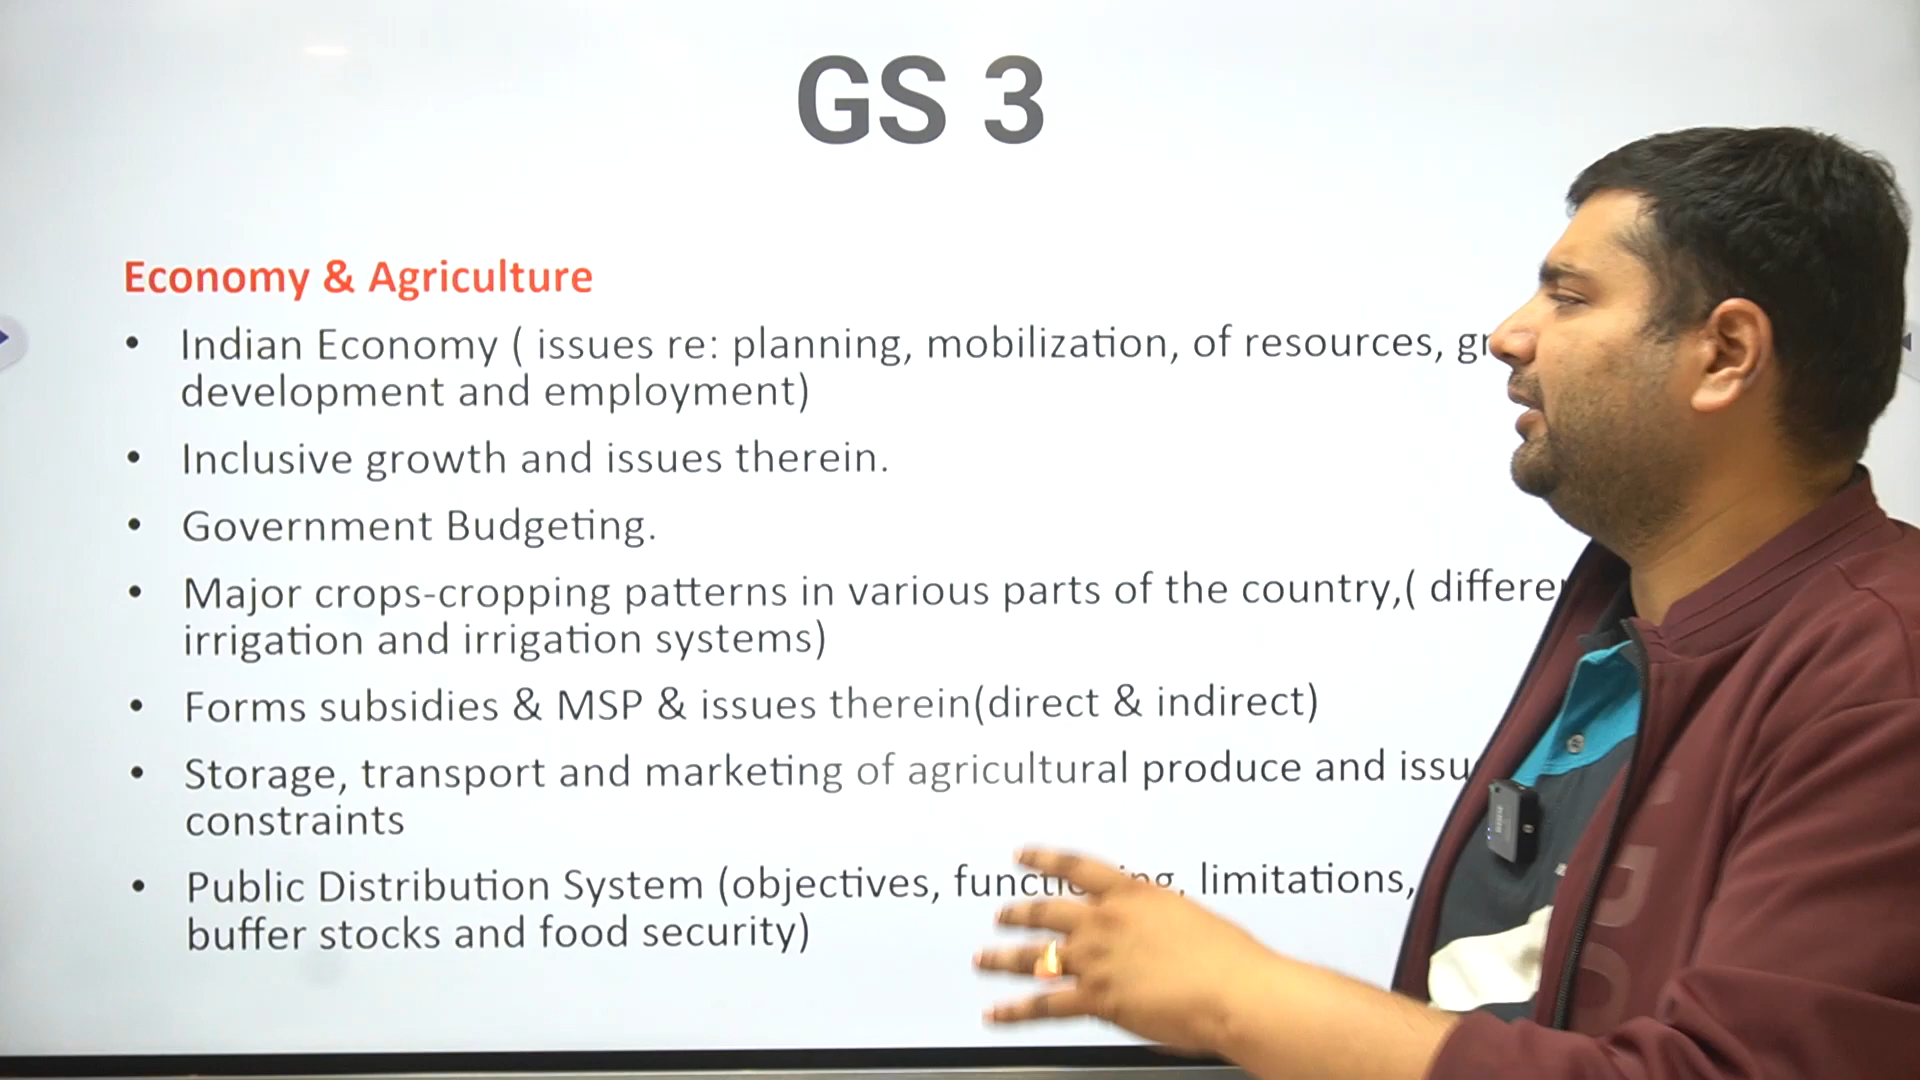 GS 3
Economy & Agriculture
• Indian Economy ( issues re: planning, mobilization, of resources,
development and employment)
• Inclusive growth and issues therein.
• Government Budgeting.
• Major crops-cropping patterns in various parts of the country,(
irrigation and irrigation systems)
• Forms subsidies & MSP & issues therein(direct & indirect)
• Storage, transport and marketing of agricultural produce and
constraints
• Public Distribution System (objectives, limitations,
buffer stocks and food security)